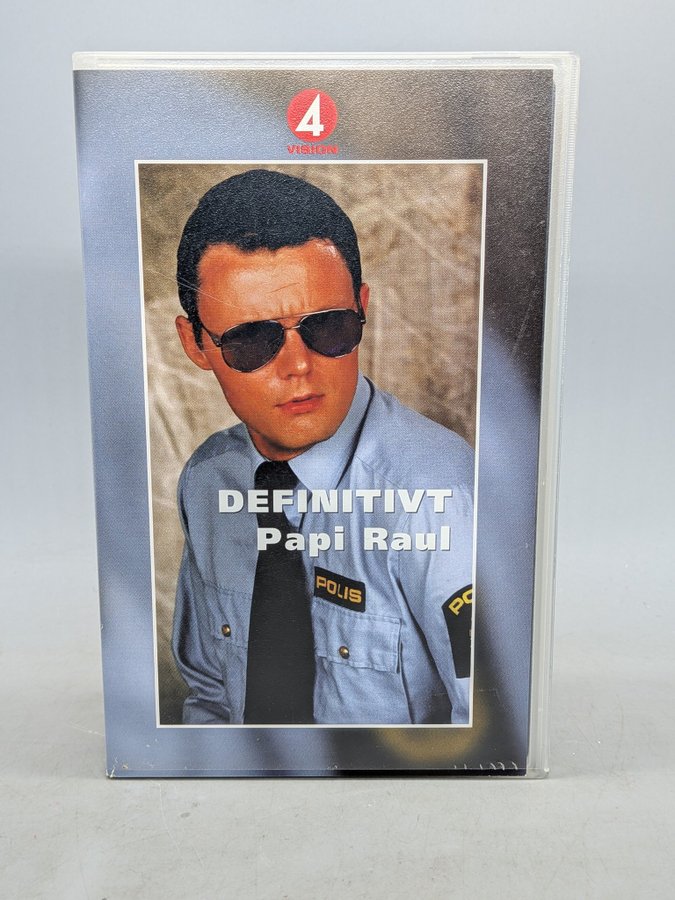 4
VISION
DEFINITIVT
Papi Raul
POLIS
PO